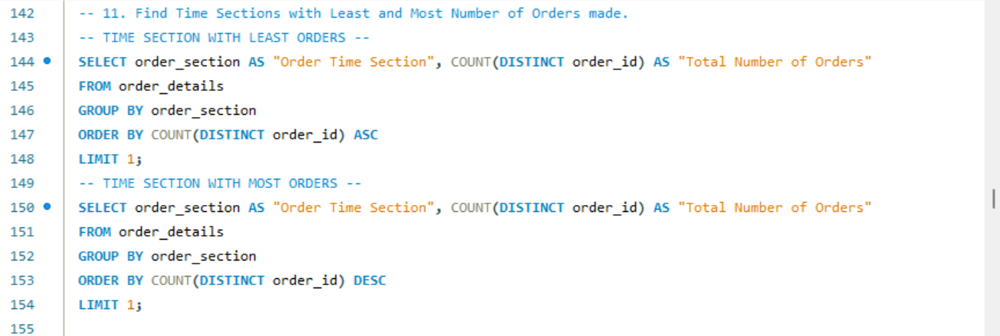 142 -- 11. Find Time Sections with Least and Most Number of Orders made.
143 -- TIME SECTION WITH LEAST ORDERS --
144 SELECT order_section AS "Order Time Section", COUNT(DISTINCT order_id) AS "Total Number of Orders"
145 FROM order_details
146 GROUP BY order_section
147 ORDER BY COUNT(DISTINCT order_id) ASC
148 LIMIT 1;
149 -- TIME SECTION WITH MOST ORDERS --
150 SELECT order_section AS "Order Time Section", COUNT(DISTINCT order_id) AS "Total Number of Orders"
151 FROM order_details
152 GROUP BY order_section
153 ORDER BY COUNT(DISTINCT order_id) DESC
154 LIMIT 1;
155